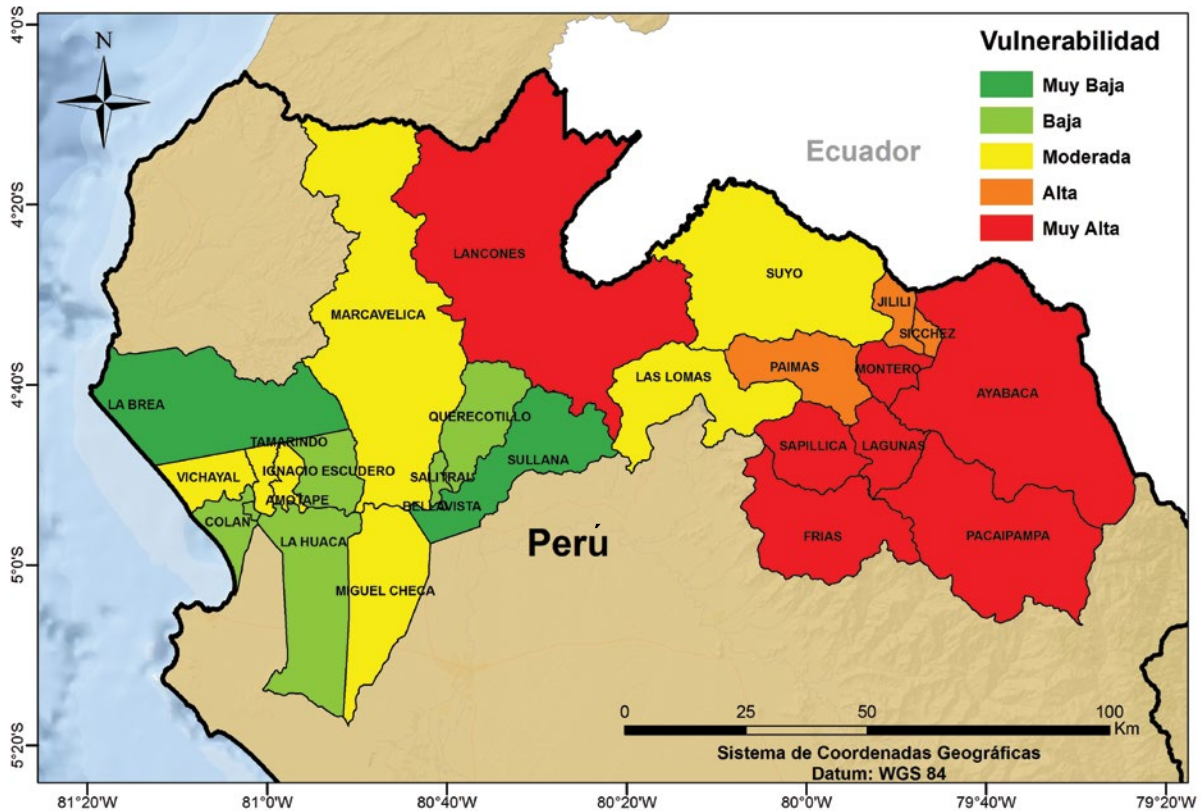 N
Vulnerabilidad
Muy Baja
Baja
Moderada
Alta
Muy Alta
Ecuador
LANCONES
SUYO
JILILI
SICCHEZ
MARCAVELICA
PAIMAS
MONTERO
LAS LOMAS
AYABACA
LA BREA
QUERECOTILLO
TAMARINDO
SAPILLICA
LAGUNAS
SULLANA
IGNACIO ESCUDERO
VICHAYAL
SALITRAL
AMOTAPE
BELLAVISTA
COLAN
LA HUACA
Perú
FRIAS
PACAIPAMPA
MIGUEL CHECA
0 25 50 100
Km
Sistema de Coordenadas Geográficas
Datum: WGS 84
4°0'S
4°20'S
4°40'S
5°0'S
5°20'S
81°20'W 81°0'W 80°40'W 80°20'W 80°0'W 79°40'W 79°20'W